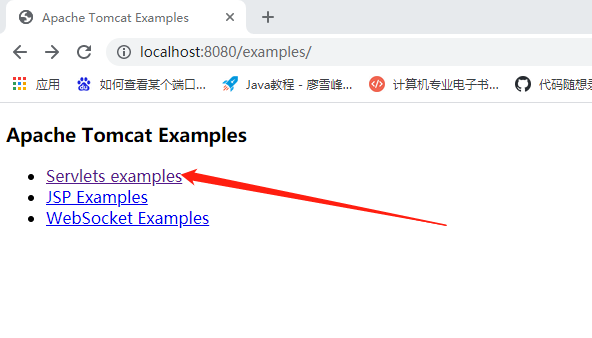 Apache Tomcat Examples
localhost:8080/examples/
应用 如何查看某个端口... Java教程 - 廖雪峰... 计算机专业电子书... 代码随想录
Apache Tomcat Examples
Servlets examples
JSP Examples
WebSocket Examples